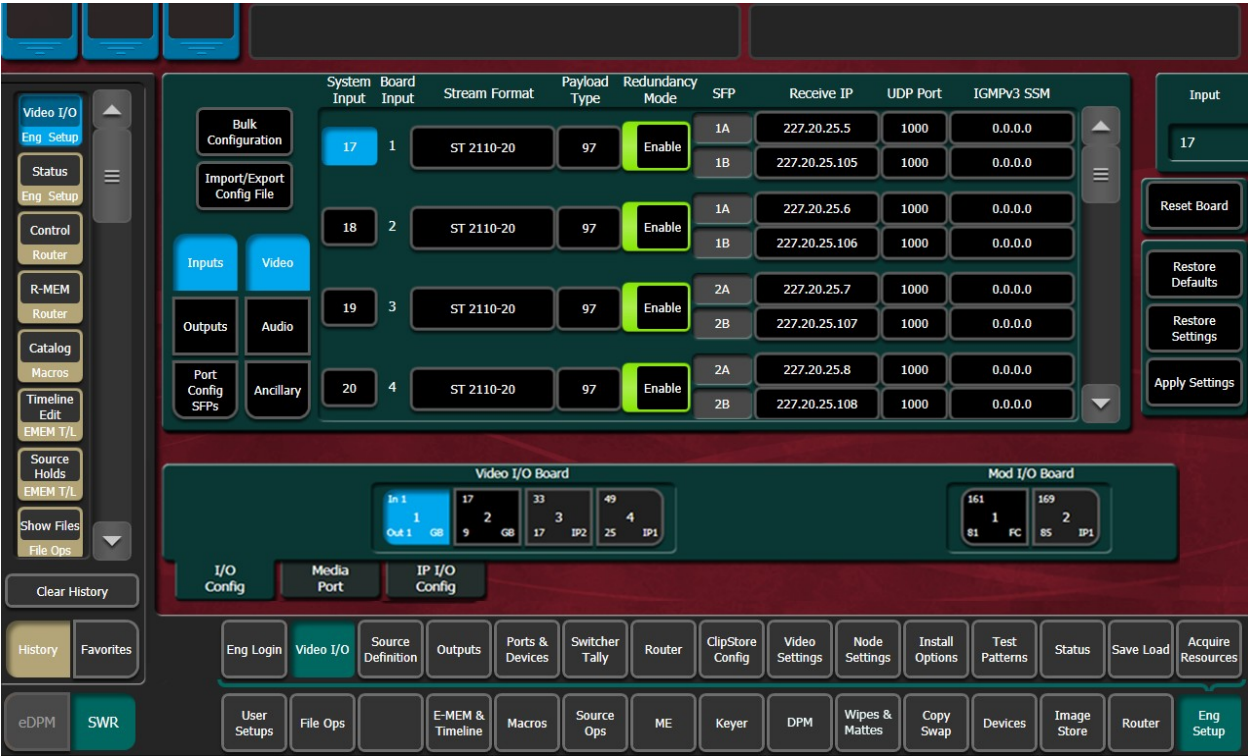 Video I/O
Eng Setup
Status
Eng Setup
Control
Router
R-MEM
Router
Catalog
Macros
Timeline
Edit
EMEM T/L
Source
Holds
EMEM T/L
Show Files
File Ops
Clear History
History
Favorites
eDPM
SWR
Bulk
Configuration
Import/Export
Config File
Inputs
Video
Outputs
Audio
Port
Config
SFPs
Ancillary
System Input
Board Input
Stream Format
Payload Type
Redundancy Mode
SFP
Receive IP
UDP Port
IGMPv3 SSM
17 1 ST 2110-20 97 Enable
1A 227.20.25.5 1000 0.0.0.0
1B 227.20.25.105 1000 0.0.0.0
18 2 ST 2110-20 97 Enable
1A 227.20.25.6 1000 0.0.0.0
1B 227.20.25.106 1000 0.0.0.0
19 3 ST 2110-20 97 Enable
2A 227.20.25.7 1000 0.0.0.0
2B 227.20.25.107 1000 0.0.0.0
20 4 ST 2110-20 97 Enable
2A 227.20.25.8 1000 0.0.0.0
2B 227.20.25.108 1000 0.0.0.0
Input
17
Reset Board
Restore
Defaults
Restore
Settings
Apply Settings
Video I/O Board
In 1
1
Out 1 GB
17
2
9 GB
33
3
17 IP2
49
4
25 IP1
Mod I/O Board
161
1
81 FC
169
2
85 IP1
I/O
Config
Media
Port
IP I/O
Config
Eng Login
Video I/O
Source
Definition
Outputs
Ports &
Devices
Switcher
Tally
Router
ClipStore
Config
Video
Settings
Node
Settings
Install
Options
Test
Patterns
Status
Save Load
Acquire
Resources
User
Setups
File Ops
E-MEM &
Timeline
Macros
Source
Ops
ME
Keyer
DPM
Wipes &
Mattes
Copy
Swap
Devices
Image
Store
Router
Eng
Setup